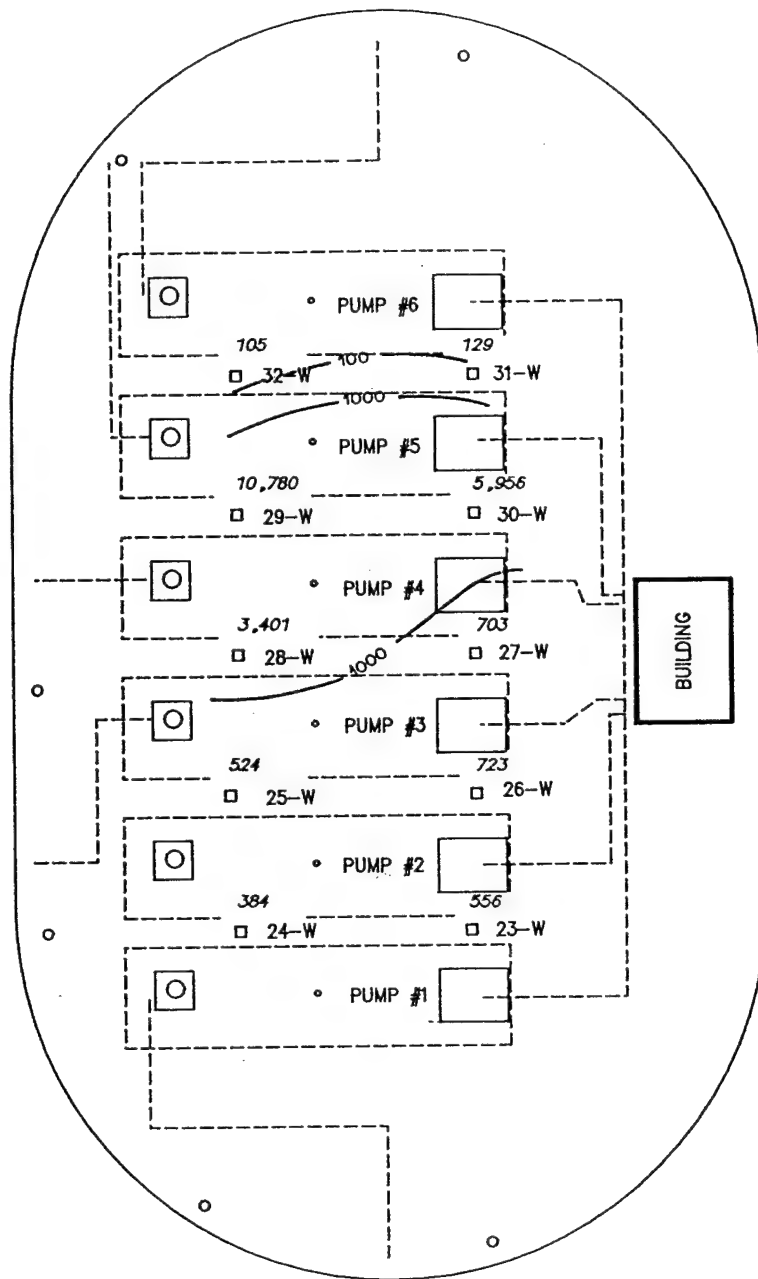 PUMP #6
105 129
100
32-W 31-W
1000
PUMP #5
10,780 5,956
29-W 30-W
PUMP #4
3,401 703
28-W 27-W
1000
BUILDING
PUMP #3
524 723
25-W 26-W
PUMP #2
384 556
24-W 23-W
PUMP #1